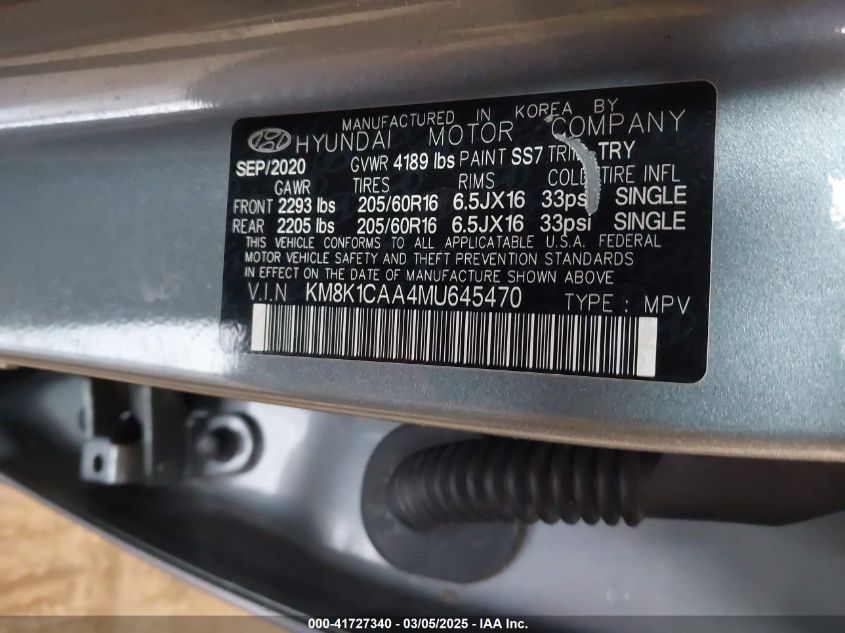 MANUFACTURED IN KOREA BY
HYUNDAI MOTOR COMPANY
SEP/2020 GVWR 4189 lbs PAINT SS7 TRIM TRY
GAWR TIRES RIMS COLD TIRE INFL
FRONT 2293 lbs 205/60R16 6.5JX16 33psi SINGLE
REAR 2205 lbs 205/60R16 6.5JX16 33psi SINGLE
THIS VEHICLE CONFORMS TO ALL APPLICATABLE U.S.A. FEDERAL
MOTOR VEHICLE SAFETY AND THEFT PREVENTION STANDARDS
IN EFFECT ON THE DATE OF MANUFACTURE SHOWN ABOVE
V.I.N KM8K1CAA4MU645470 TYPE : MPV
000-41727340 - 03/05/2025 - IAA Inc.